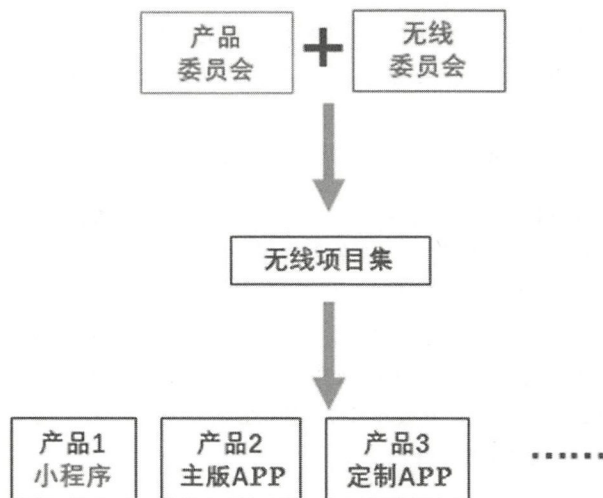 产品
委员会
+
无线
委员会
无线项目集
产品1
小程序
产品2
主版APP
产品3
定制APP
........